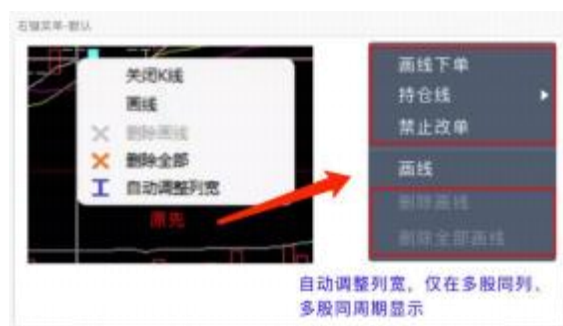 右键菜单-默认
关闭K线
画线
删除画线
删除全部
自动调整列宽
原先
画线下单
持仓线
禁止改单
画线
删除画线
删除全部画线
自动调整列宽，仅在多股同列、
多股同周期显示